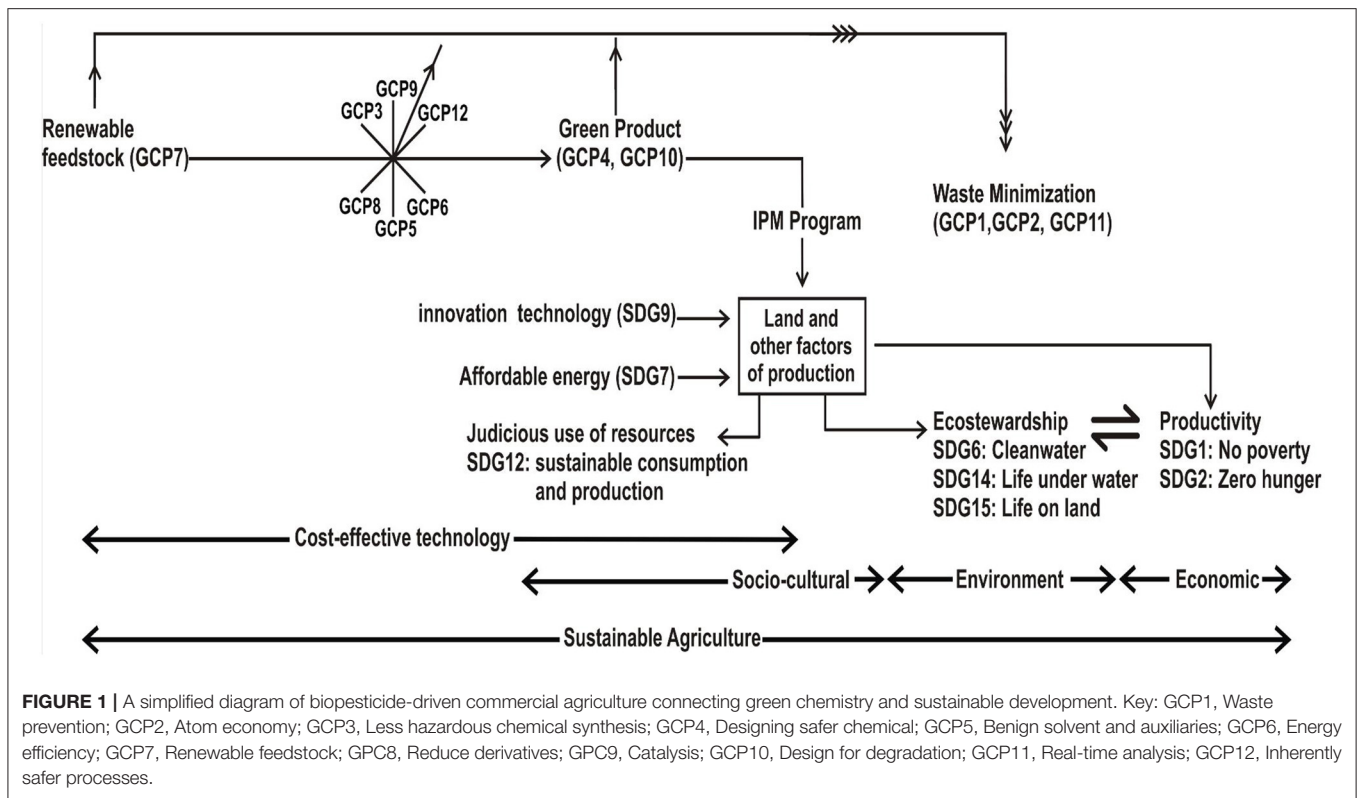 GCP9
GCP3
GCP12
Renewable
feedstock (GCP7)
Green Product
(GCP4, GCP10)
GCP8
GCP6
GCP5
Waste Minimization
(GCP1,GCP2, GCP11)
IPM Program
innovation technology (SDG9)
Land and
other factors
of production
Affordable energy (SDG7)
Judicious use of resources
SDG12: sustainable consumption
and production
Ecostewardship
SDG6: Cleanwater
SDG14: Life under water
SDG15: Life on land
Productivity
SDG1: No poverty
SDG2: Zero hunger
Cost-effective technology
Socio-cultural
Environment
Economic
Sustainable Agriculture
FIGURE 1 | A simplified diagram of biopesticide-driven commercial agriculture connecting green chemistry and sustainable development. Key: GCP1, Waste
prevention; GCP2, Atom economy; GCP3, Less hazardous chemical synthesis; GCP4, Designing safer chemical; GCP5, Benign solvent and auxiliaries; GCP6, Energy
efficiency; GCP7, Renewable feedstock; GPC8, Reduce derivatives; GPC9, Catalysis; GCP10, Design for degradation; GCP11, Real-time analysis; GCP12, Inherently
safer processes.